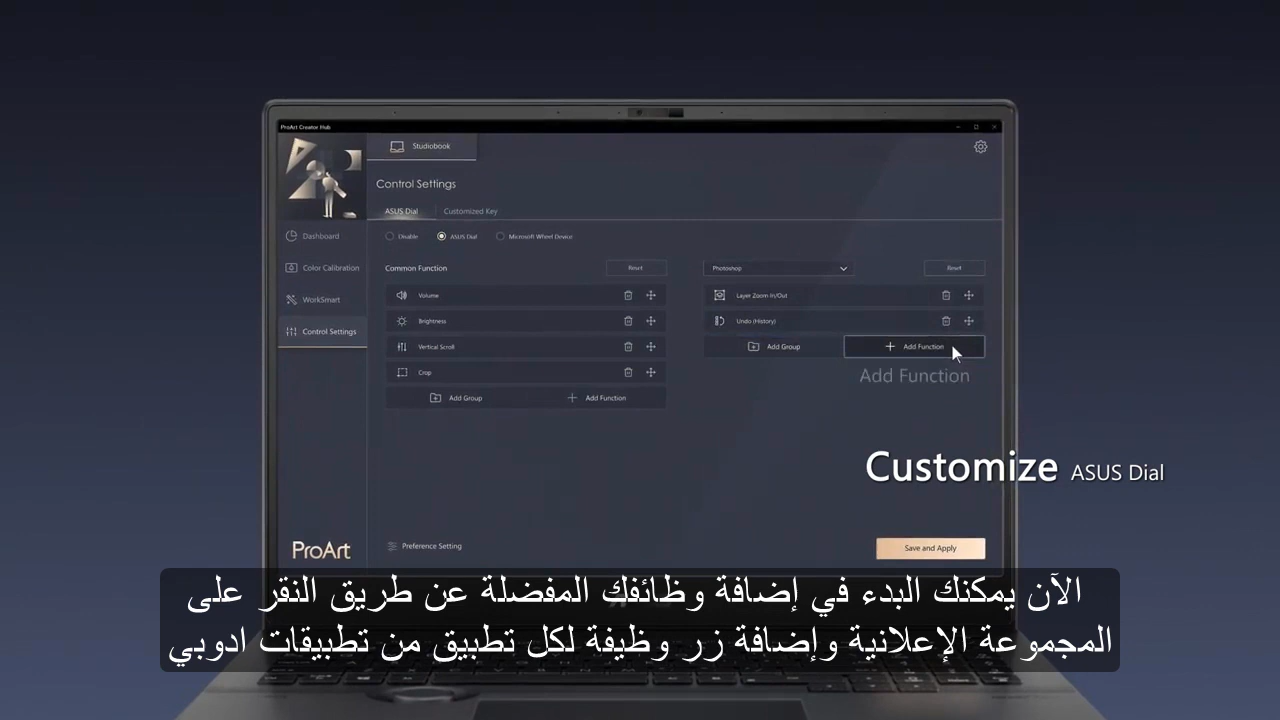 ProArt Creator Hub
Studiobook
Control Settings
ASUS Dial
Customized Key
Dashboard
Disable
ASUS Dial
Microsoft Wheel Device
Color Calibration
Common Function
Reset
Photoshop
Reset
WorkSmart
Volume
Layer Zoom In/Out
Control Settings
Brightness
Undo (History)
Vertical Scroll
Add Group
Add Function
Crop
Add Function
Add Group
Add Function
Customize ASUS Dial
ProArt
Preference Setting
Save and Apply
الآن يمكنك البدء في إضافة وظائفك المفضلة عن طريق النقر على
المجموعة الإعلانية وإضافة زر وظيفة لكل تطبيق من تطبيقات ادوبي